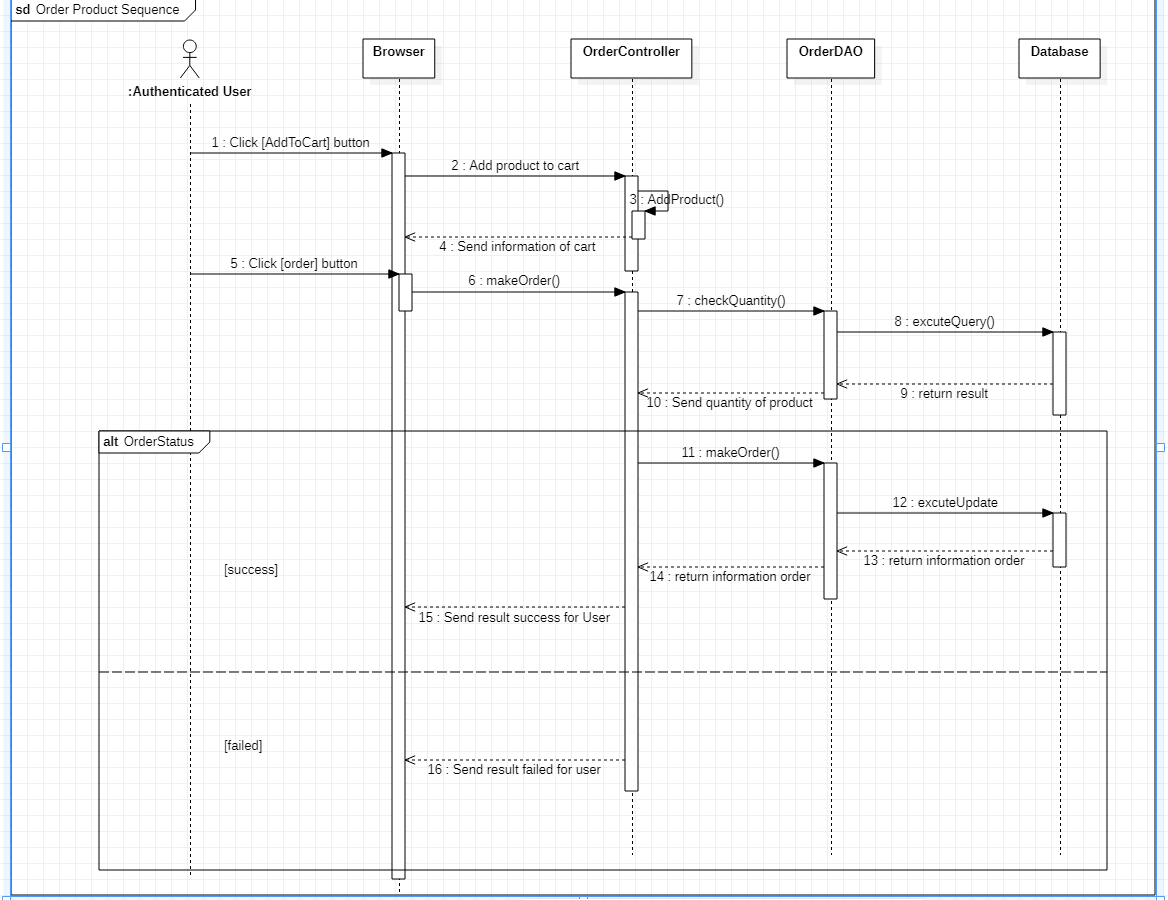 sd Order Product Sequence
Browser
OrderController
OrderDAO
Database
:Authenticated User
1 : Click [AddToCart] button
2 : Add product to cart
3 : AddProduct()
4 : Send information of cart
5 : Click [order] button
6 : makeOrder()
7 : checkQuantity()
8 : excuteQuery()
9 : return result
10 : Send quantity of product
alt OrderStatus
11 : makeOrder()
12 : excuteUpdate
13 : return information order
[success]
14 : return information order
15 : Send result success for User
[failed]
16 : Send result failed for user